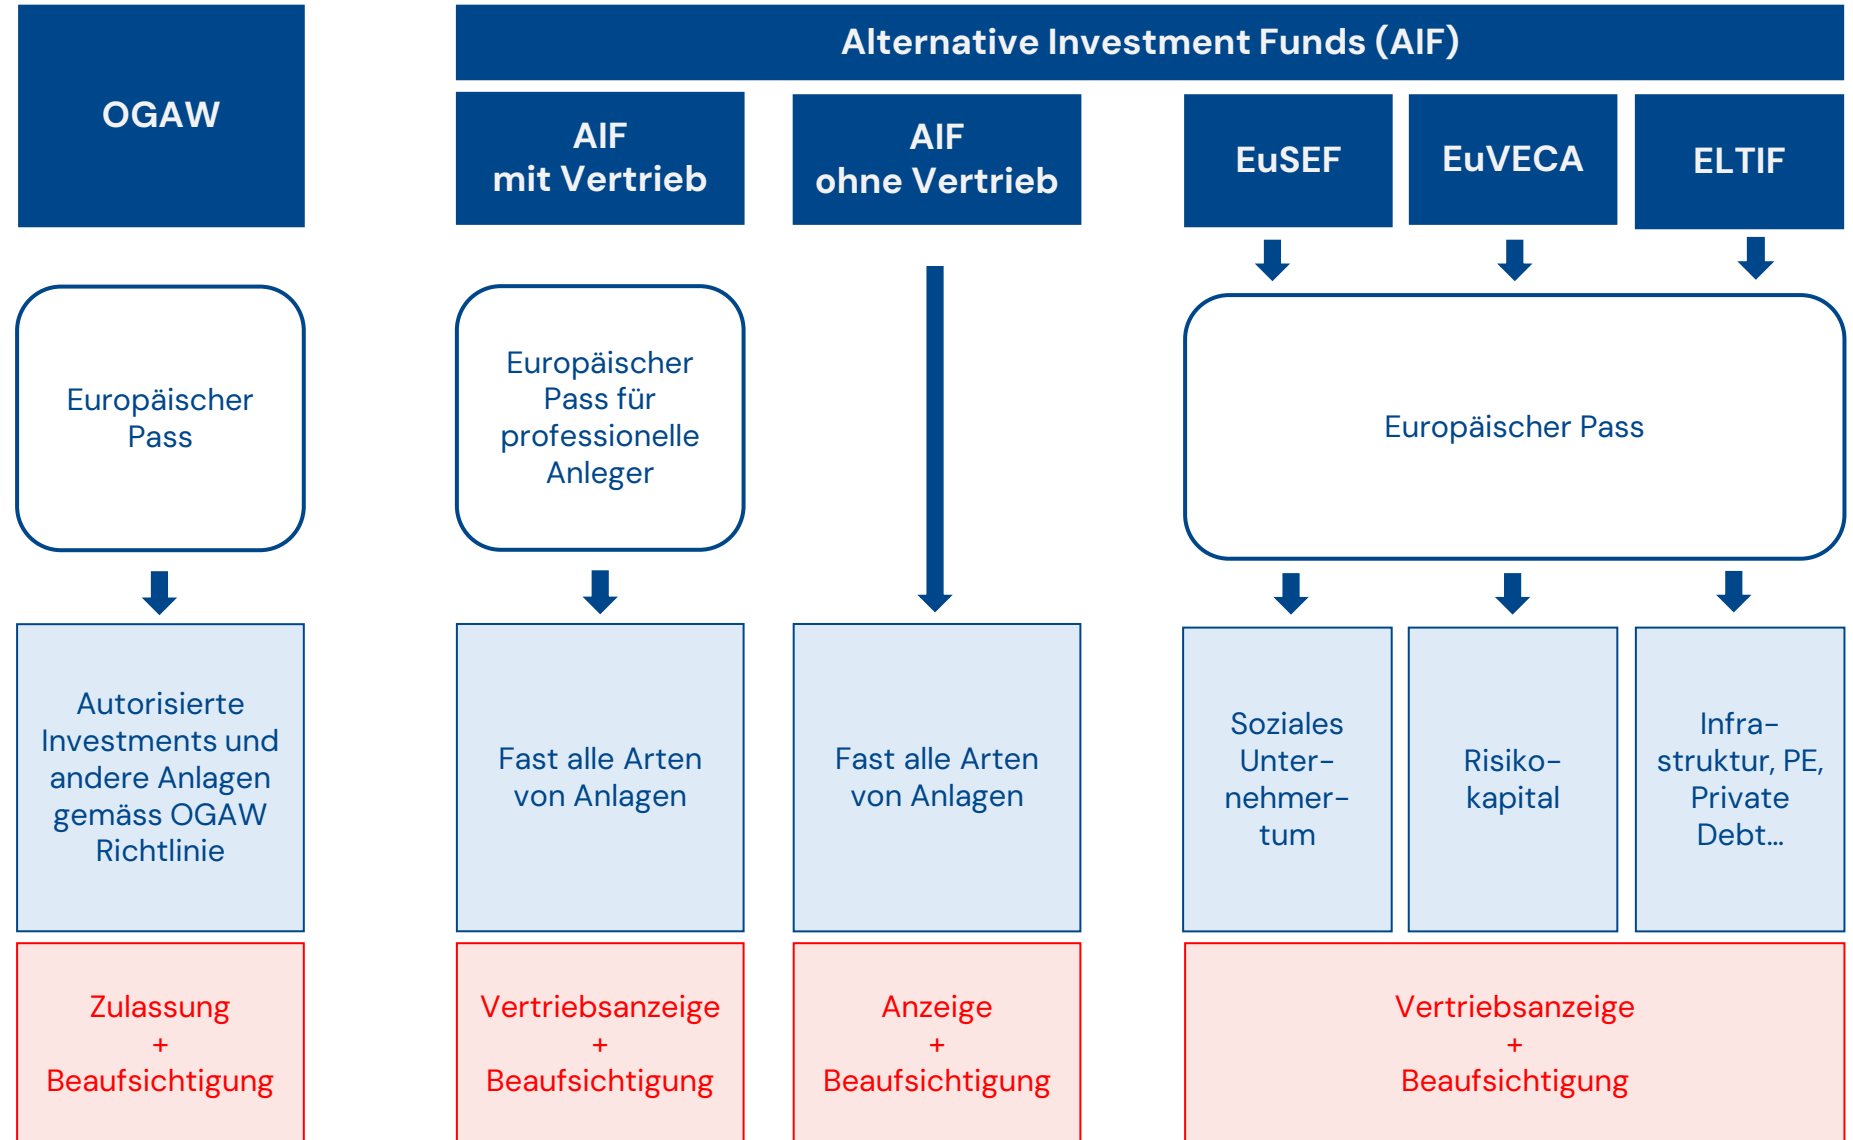 OGAW
Alternative Investment Funds (AIF)
AIF
mit Vertrieb
AIF
ohne Vertrieb
EuSEF
EuVECA
ELTIF
Europäischer
Pass
Europäischer
Pass für
professionelle
Anleger
Europäischer Pass
Autorisierte
Investments und
andere Anlagen
gemäss OGAW
Richtlinie
Fast alle Arten
von Anlagen
Fast alle Arten
von Anlagen
Soziales
Unter-
nehmer-
tum
Risiko-
kapital
Infra-
struktur, PE,
Private
Debt...
Zulassung
+
Beaufsichtigung
Vertriebsanzeige
+
Beaufsichtigung
Anzeige
+
Beaufsichtigung
Vertriebsanzeige
+
Beaufsichtigung